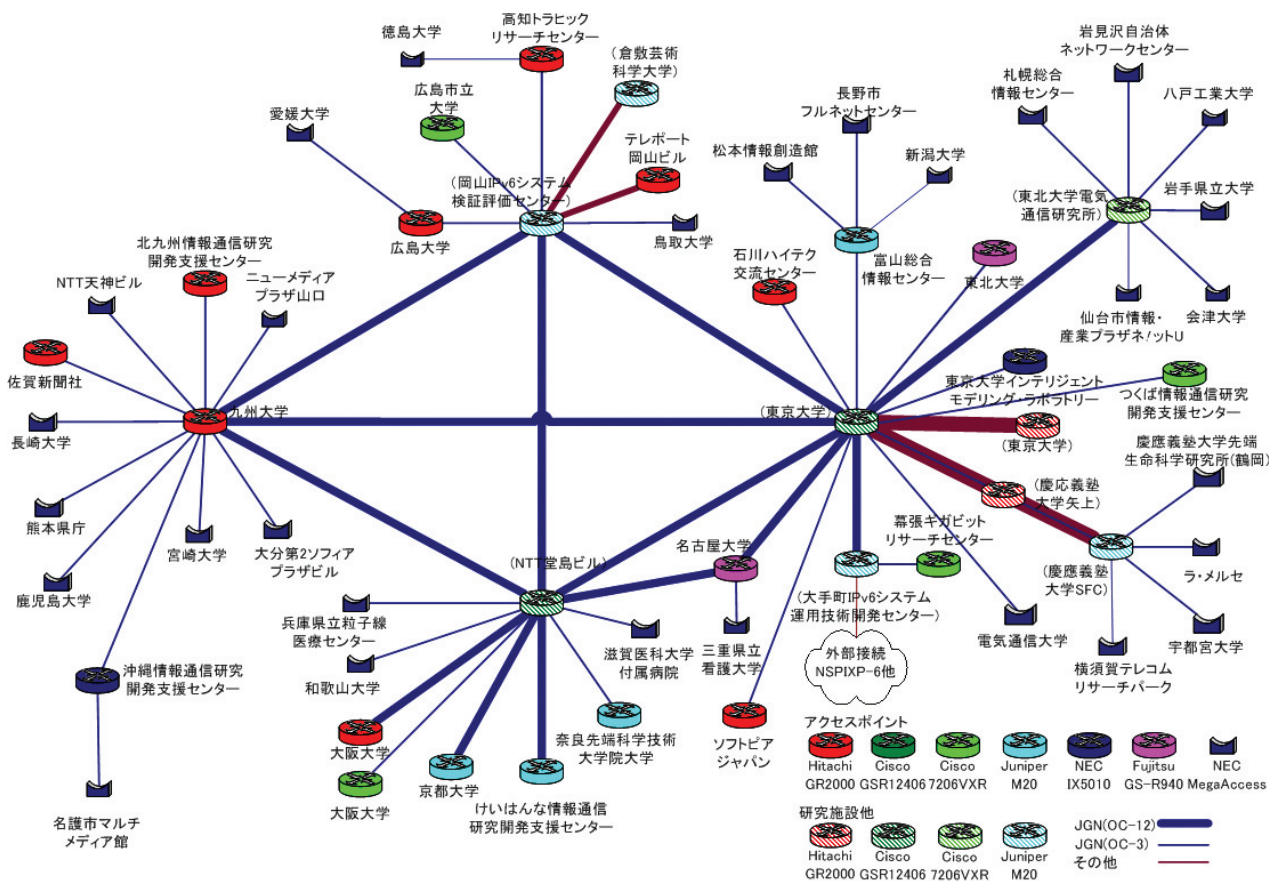 徳島大学
高知トラヒック
リサーチセンター
(倉敷芸術
科学大学)
広島市立
大学
愛媛大学
テレポート
岡山ビル
(岡山IPv6システム
検証評価センター)
広島大学
鳥取大学
長野市
フルネットセンター
松本情報創造館
新潟大学
富山総合
情報センター
石川ハイテク
交流センター
東北大学
岩見沢自治体
ネットワークセンター
札幌総合
情報センター
八戸工業大学
(東北大学電気
通信研究所)
岩手県立大学
仙台市情報・
産業プラザネ!ットU
会津大学
北九州情報通信研究
開発支援センター
NTT天神ビル
ニューメディア
プラザ山口
佐賀新聞社
九州大学
長崎大学
熊本県庁
宮崎大学
大分第2ソフィア
プラザビル
鹿児島大学
沖縄情報通信研究
開発支援センター
名護市マルチ
メディア館
(東京大学)
東京大学インテリジェント
モデリング・ラボラトリー
つくば情報通信研究
開発支援センター
(東京大学)
慶應義塾大学先端
生命科学研究所(鶴岡)
(慶応義塾
大学矢上)
幕張ギガビット
リサーチセンター
(慶應義塾
大学SFC)
ラ・メルセ
宇都宮大学
横須賀テレコム
リサーチパーク
電気通信大学
(大手町IPv6システム
運用技術開発センター)
外部接続
NSPIXP-6他
名古屋大学
三重県立
看護大学
(NTT堂島ビル)
兵庫県立粒子線
医療センター
和歌山大学
滋賀医科大学
付属病院
大阪大学
大阪大学
京都大学
けいはんな情報通信
研究開発支援センター
奈良先端科学技術
大学院大学
ソフトピア
ジャパン
アクセスポイント
Hitachi Cisco Cisco Juniper NEC Fujitsu NEC
GR2000 GSR12406 7206VXR M20 IX5010 GS-R940 MegaAccess
研究施設他
Hitachi Cisco Cisco Juniper
GR2000 GSR12406 7206VXR M20
JGN(OC-12)
JGN(OC-3)
その他